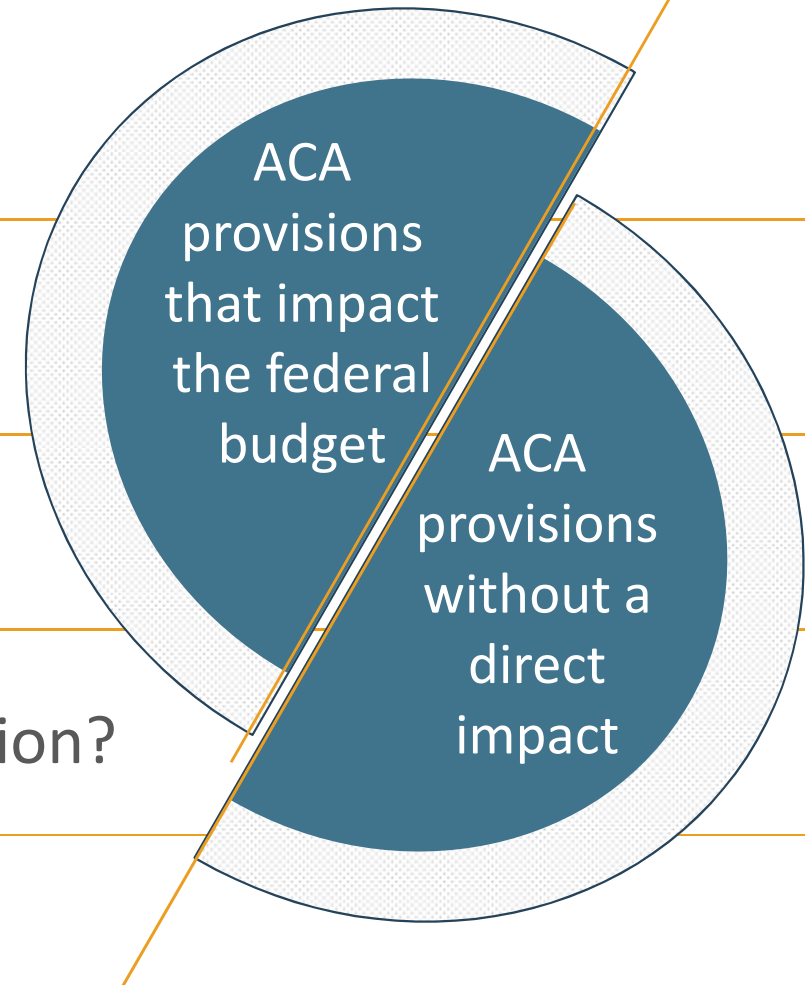 ACA
provisions
that impact
the federal
budget
ACA
provisions
without a
direct
impact
ion?